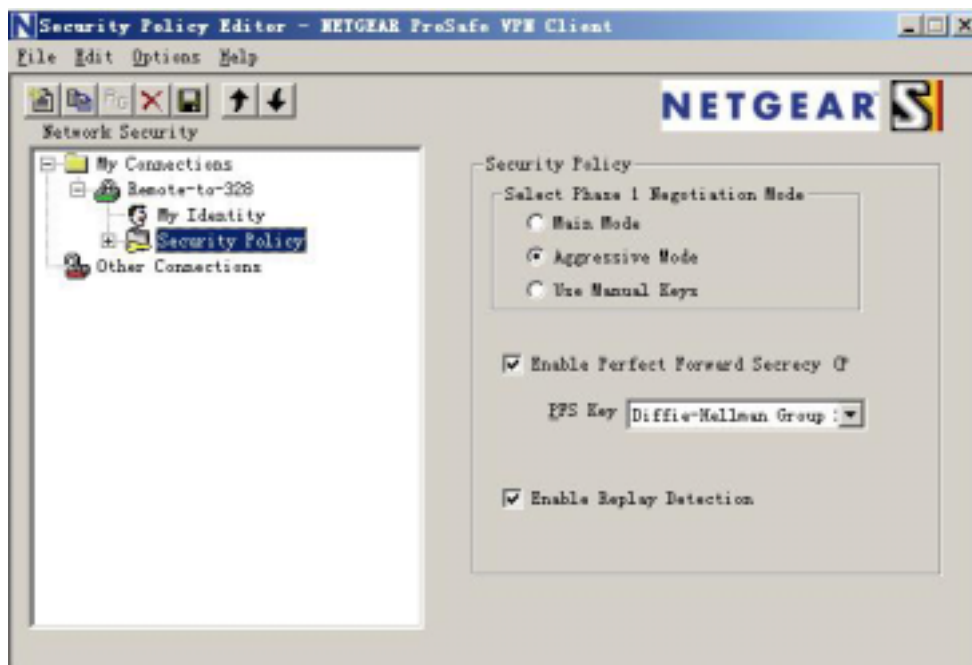 Security Policy Editor - NETGEAR ProSafe VPN Client
File Edit Options Help
NETGEAR S
Network Security
My Connections
Remote-to-328
My Identity
Security Policy
Other Connections
Security Policy
Select Phase 1 Negotiation Mode
Main Mode
Aggressive Mode
Use Manual Keys
Enable Perfect Forward Secrecy
PFS Key
Diffie-Hellman Group
Enable Replay Detection